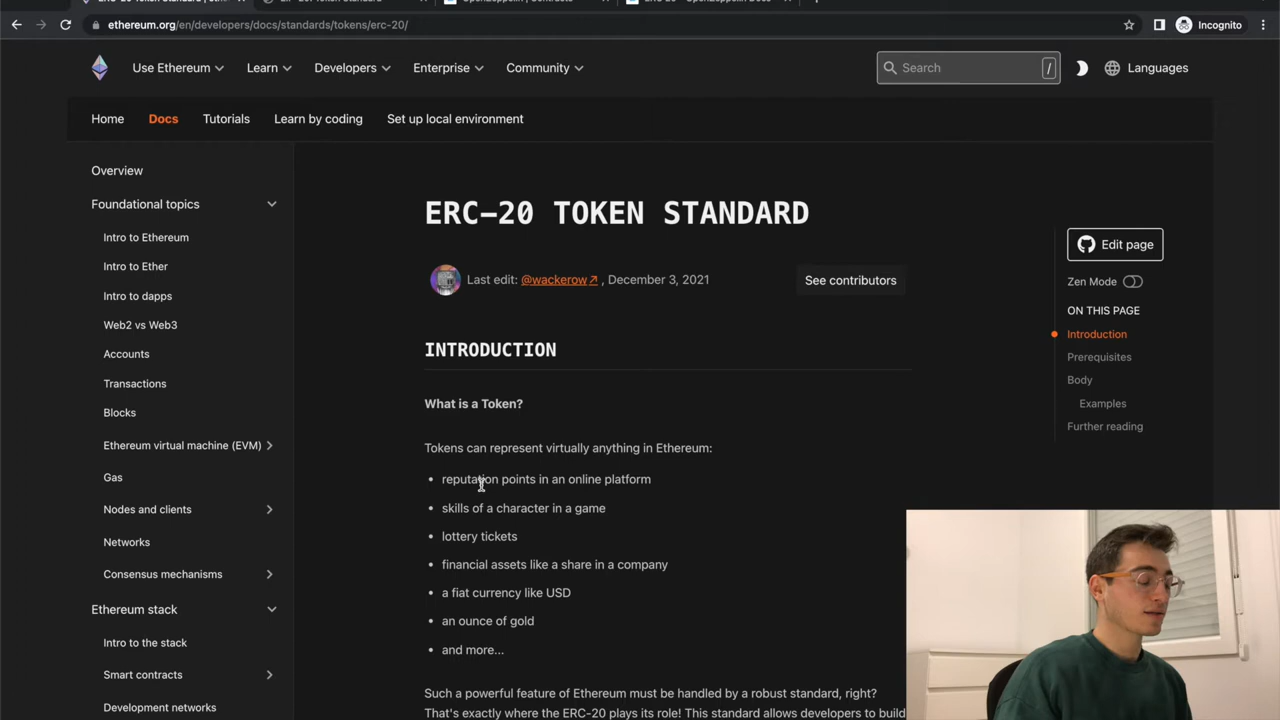 ethereum.org/en/developers/docs/standards/tokens/erc-20/
Incognito
Use Ethereum
Learn
Developers
Enterprise
Community
Search
/
Languages
Home
Docs
Tutorials
Learn by coding
Set up local environment
Overview
Foundational topics
Intro to Ethereum
Intro to Ether
Intro to dapps
Web2 vs Web3
Accounts
Transactions
Blocks
Ethereum virtual machine (EVM)
Gas
Nodes and clients
Networks
Consensus mechanisms
Ethereum stack
Intro to the stack
Smart contracts
Development networks
ERC-20 TOKEN STANDARD
Last edit: @wackerow↗ , December 3, 2021
See contributors
INTRODUCTION
What is a Token?
Tokens can represent virtually anything in Ethereum:
• reputation points in an online platform
• skills of a character in a game
• lottery tickets
• financial assets like a share in a company
• a fiat currency like USD
• an ounce of gold
• and more...
Such a powerful feature of Ethereum must be handled by a robust standard, right?
That's exactly where the ERC-20 plays its role! This standard allows developers to build
Edit page
Zen Mode
ON THIS PAGE
Introduction
Prerequisites
Body
Examples
Further reading